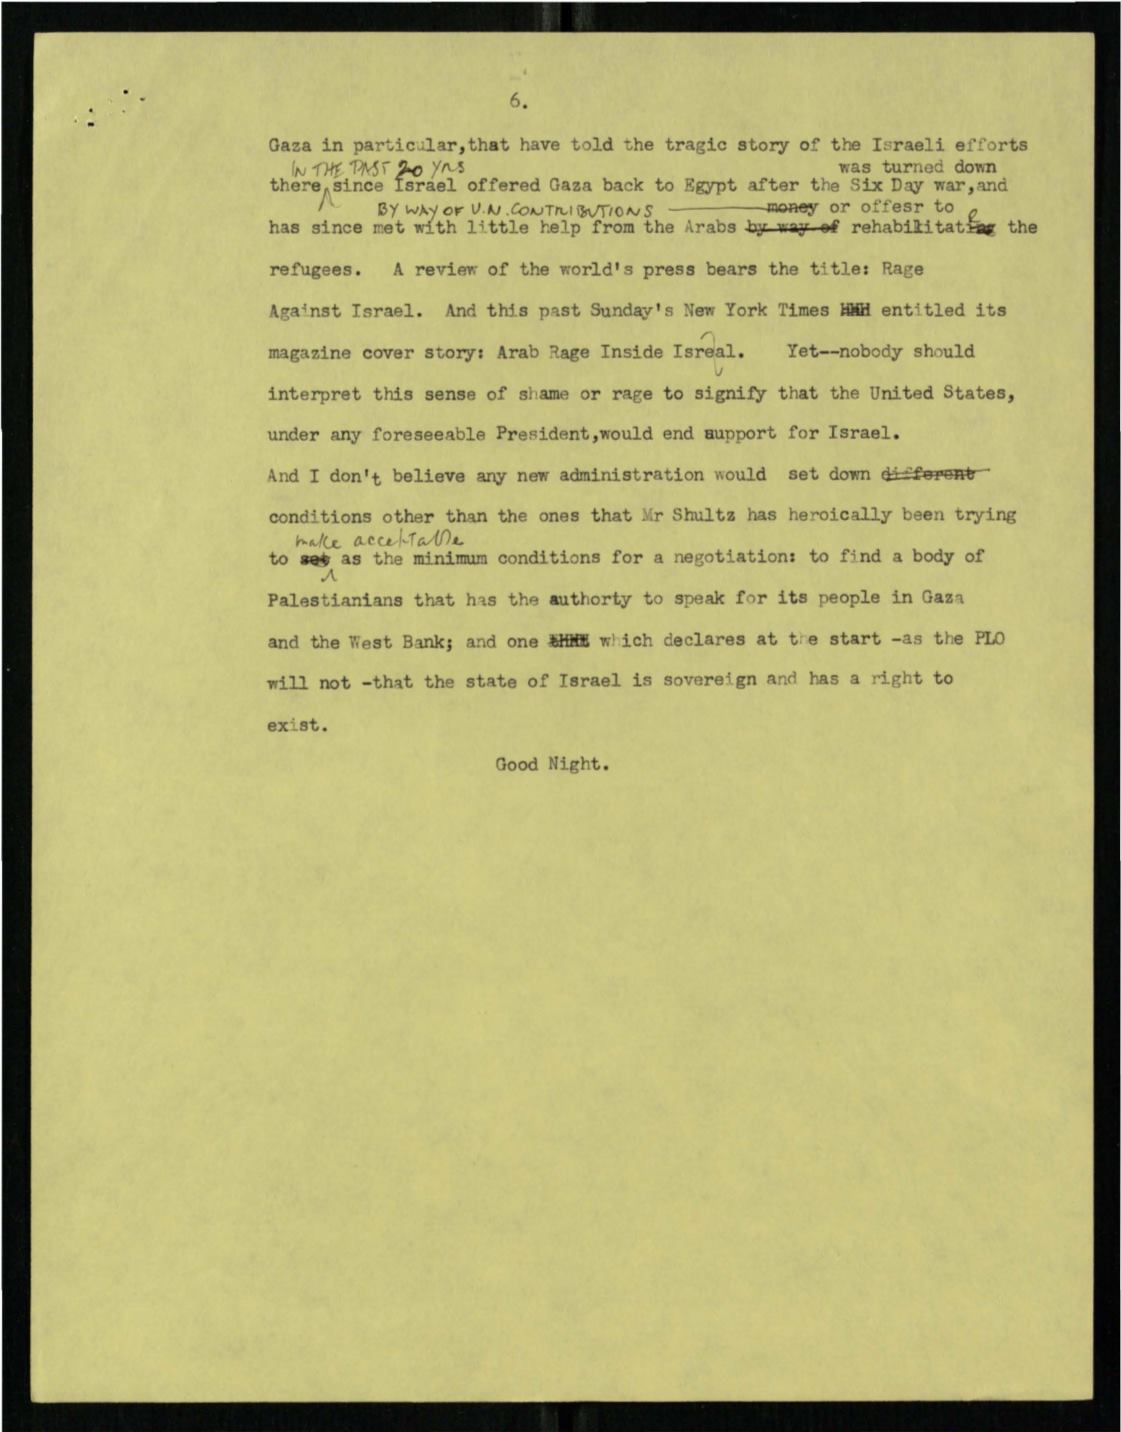 6.
Gaza in particular,that have told the tragic story of the Israeli efforts
IN THE PAST 20 YRS was turned down
there since Israel offered Gaza back to Egypt after the Six Day war,and
BY WAY OF U.N. CONTRIBUTIONS money or offesr to e
has since met with little help from the Arabs by way of rehabilitating the
refugees. A review of the world's press bears the title: Rage
Against Israel. And this past Sunday's New York Times entitled its
magazine cover story: Arab Rage Inside Isreal. Yet--nobody should
interpret this sense of shame or rage to signify that the United States,
under any foreseeable President,would end support for Israel.
And I don't believe any new administration would set down different
conditions other than the ones that Mr Shultz has heroically been trying
make acceptable
to set as the minimum conditions for a negotiation: to find a body of
Palestianians that has the authorty to speak for its people in Gaza
and the West Bank; and one which declares at the start -as the PLO
will not -that the state of Israel is sovereign and has a right to
exist.
Good Night.